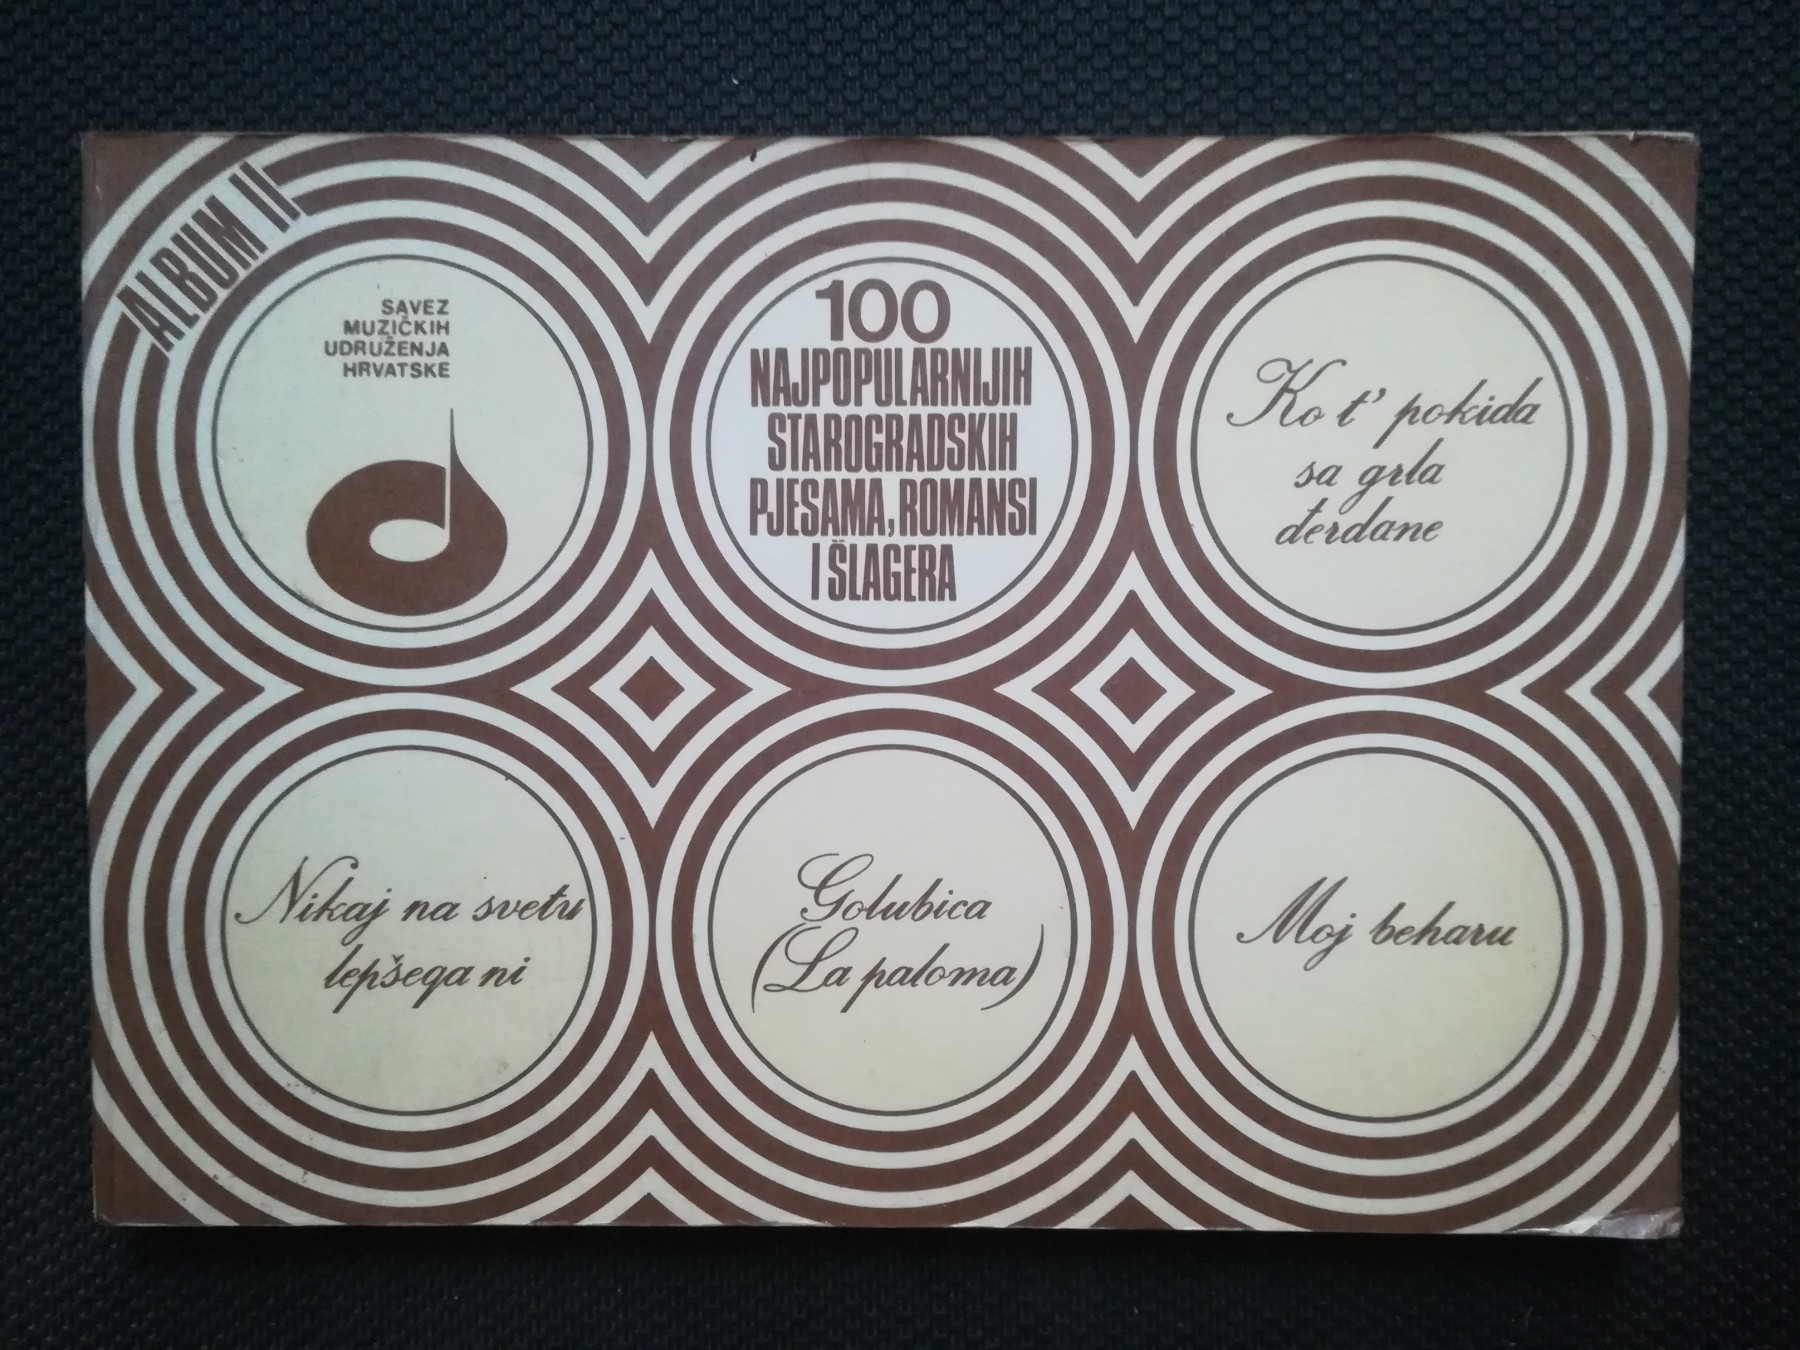 ALBUM II
SAVEZ
MUZIČKIH
UDRUŽENJA
HRVATSKE
100
NAJPOPULARNIJIH
STAROGRADSKIH
PJESAMA, ROMANSI
I ŠLAGERA
Ko t' pokida
sa grla
đerdane
Nikaj na svetu
lepšega ni
Golubica
(La paloma)
Moj beharu